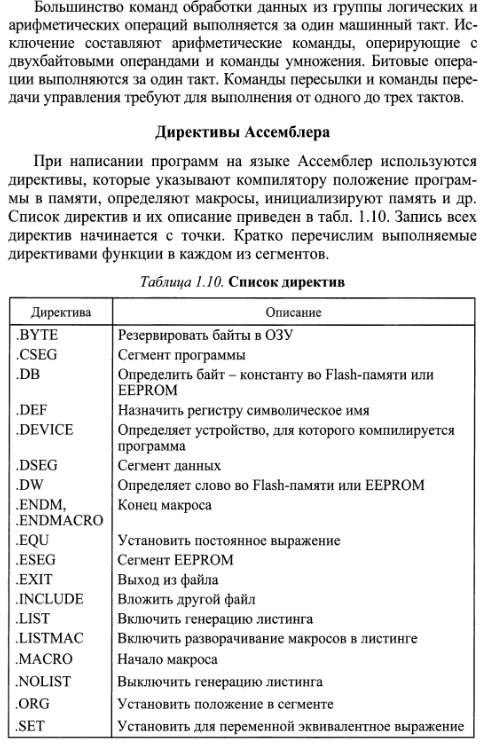 Большинство команд обработки данных из группы логических и
арифметических операций выполняется за один машинный такт. Ис-
ключение составляют арифметические команды, оперирующие с
двухбайтовыми операндами и команды умножения. Битовые опера-
ции выполняются за один такт. Команды пересылки и команды пере-
дачи управления требуют для выполнения от одного до трех тактов.
Директивы Ассемблера
При написании программ на языке Ассемблер используются
директивы, которые указывают компилятору положение програм-
мы в памяти, определяют макросы, инициализируют память и др.
Список директив и их описание приведен в табл. 1.10. Запись всех
директив начинается с точки. Кратко перечислим выполняемые
директивами функции в каждом из сегментов.
Таблица 1.10. Список директив
Директива Описание
.BYTE Резервировать байты в ОЗУ
.CSEG Сегмент программы
.DB Определить байт – константу во Flash-памяти или
EEPROM
.DEF Назначить регистру символическое имя
.DEVICE Определяет устройство, для которого компилируется
программа
.DSEG Сегмент данных
.DW Определяет слово во Flash-памяти или EEPROM
.ENDM, Конец макроса
.ENDMACRO
.EQU Установить постоянное выражение
.ESEG Сегмент EEPROM
.EXIT Выход из файла
.INCLUDE Вложить другой файл
.LIST Включить генерацию листинга
.LISTMAC Включить разворачивание макросов в листинге
.MACRO Начало макроса
.NOLIST Выключить генерацию листинга
.ORG Установить положение в сегменте
.SET Установить для переменной эквивалентное выражение